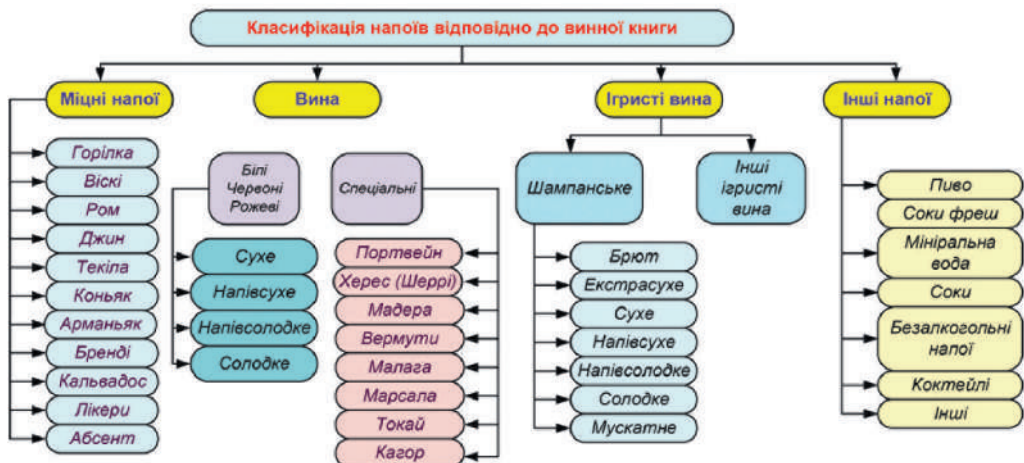 Класифікація напоїв відповідно до винної книги
Міцні напої
Горілка
Віскі
Ром
Джин
Текіла
Коньяк
Арманьяк
Бренді
Кальвадос
Лікери
Абсент
Вина
Білі
Червоні
Рожеві
Сухе
Напівсухе
Напівсолодке
Солодке
Спеціальні
Портвейн
Херес (Шеррі)
Мадера
Вермути
Малага
Марсала
Токай
Кагор
Ігристі вина
Шампанське
Брют
Екстрасухе
Сухе
Напівсухе
Напівсолодке
Солодке
Мускатне
Інші
ігристі
вина
Інші напої
Пиво
Соки фреш
Мініральна
вода
Соки
Безалкогольні
напої
Коктейлі
Інші